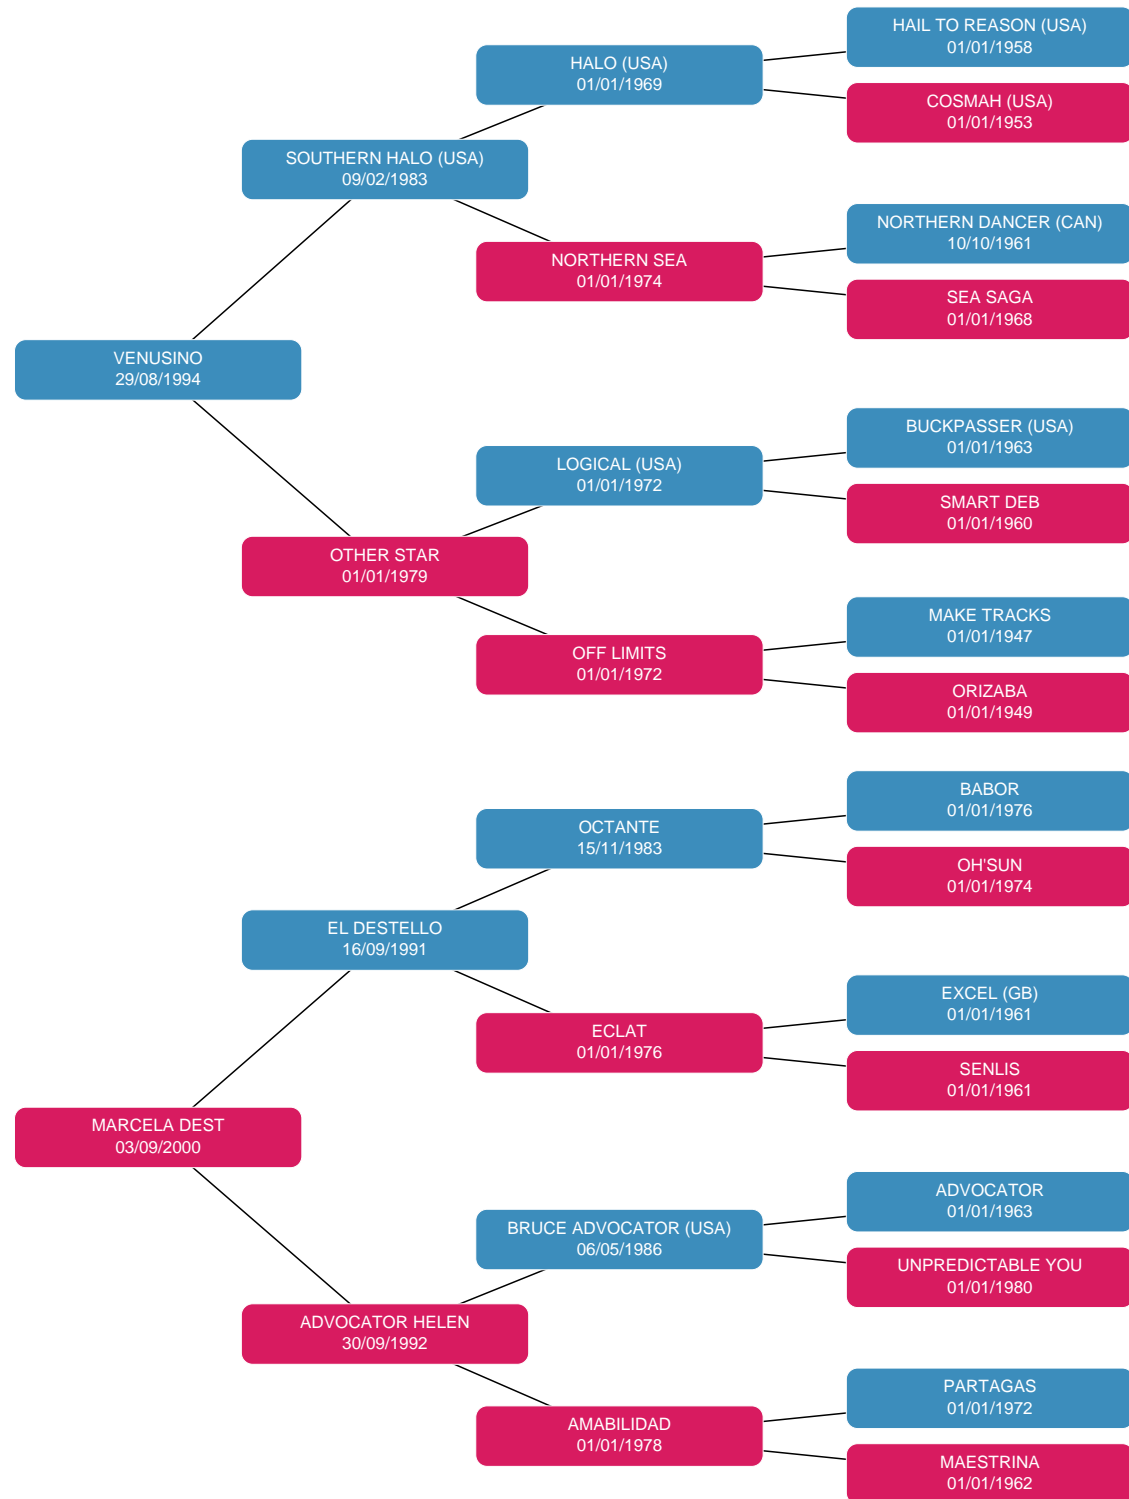 HAIL TO REASON (USA)
01/01/1958
HALO (USA)
01/01/1969
COSMAH (USA)
01/01/1953
SOUTHERN HALO (USA)
09/02/1983
NORTHERN DANCER (CAN)
10/10/1961
NORTHERN SEA
01/01/1974
SEA SAGA
01/01/1968
VENUSINO
29/08/1994
BUCKPASSER (USA)
01/01/1963
LOGICAL (USA)
01/01/1972
SMART DEB
01/01/1960
OTHER STAR
01/01/1979
MAKE TRACKS
01/01/1947
OFF LIMITS
01/01/1972
ORIZABA
01/01/1949
BABOR
01/01/1976
OCTANTE
15/11/1983
OH'SUN
01/01/1974
EL DESTELLO
16/09/1991
EXCEL (GB)
01/01/1961
ECLAT
01/01/1976
SENLIS
01/01/1961
MARCELA DEST
03/09/2000
ADVOCATOR
01/01/1963
BRUCE ADVOCATOR (USA)
06/05/1986
UNPREDICTABLE YOU
01/01/1980
ADVOCATOR HELEN
30/09/1992
PARTAGAS
01/01/1972
AMABILIDAD
01/01/1978
MAESTRINA
01/01/1962